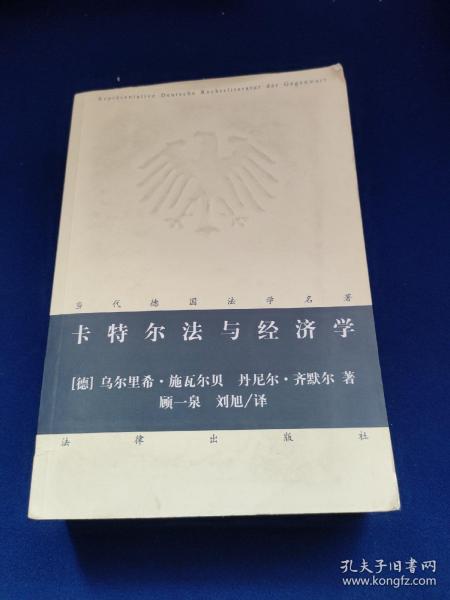 Repräsentative Deutsche Rechtsliteratur der Gegenwart
当代德国法学名著
卡特尔法与经济学
[德] 乌尔里希·施瓦尔贝 丹尼尔·齐默尔 著
顾一泉 刘旭/译
法律出版社
孔夫子旧书网
www.kongfz.com